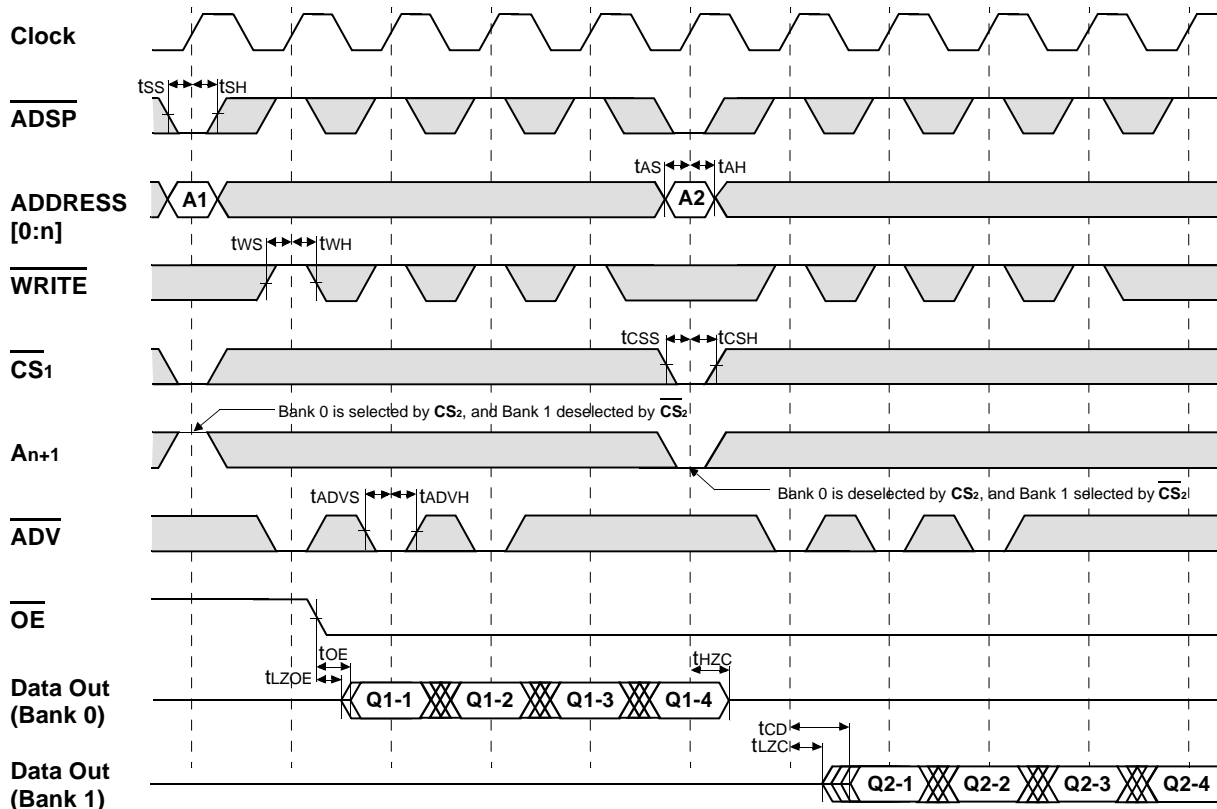 Clock
tSS tSH
ADSP
tAS tAH
ADDRESS
[0:n]
A1 A2
tWS tWH
WRITE
tCSS tCSH
CS1
Bank 0 is selected by CS2, and Bank 1 deselected by CS2
An+1
Bank 0 is deselected by CS2, and Bank 1 selected by CS2
tADVS tADVH
ADV
OE
tOE tHZC
tLZOE
Data Out
(Bank 0)
Q1-1 Q1-2 Q1-3 Q1-4
tCD
tLZC
Data Out
(Bank 1)
Q2-1 Q2-2 Q2-3 Q2-4